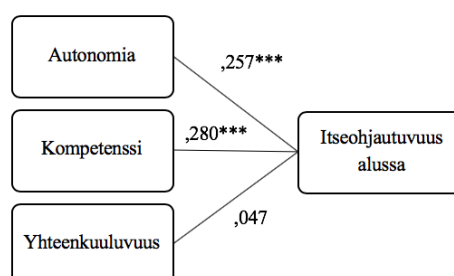 Autonomia
,257***
Kompetenssi
,280***
Itseohjautuvuus
alussa
Yhteenkuuluvuus
,047